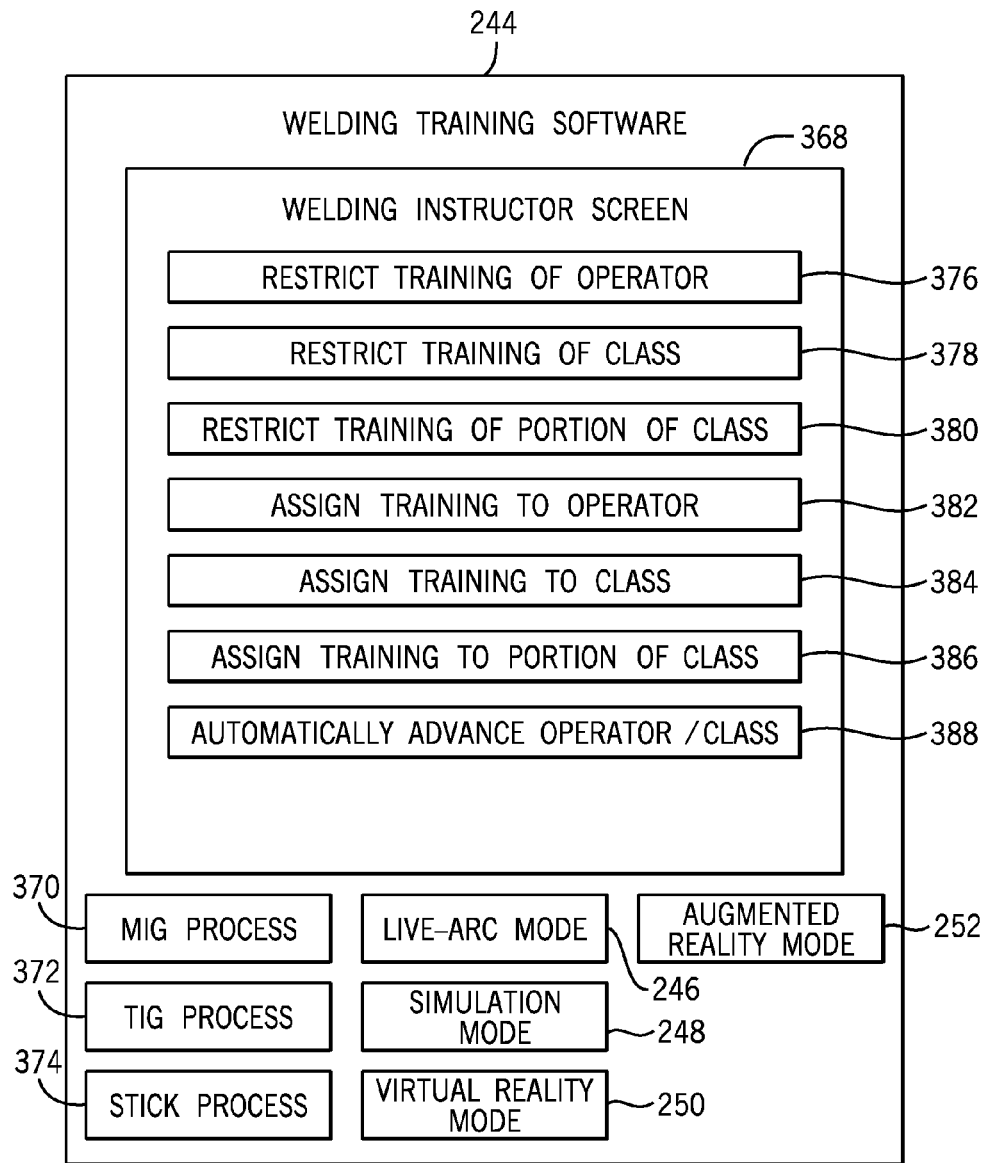 244
WELDING TRAINING SOFTWARE
368
WELDING INSTRUCTOR SCREEN
RESTRICT TRAINING OF OPERATOR
376
RESTRICT TRAINING OF CLASS
378
RESTRICT TRAINING OF PORTION OF CLASS
380
ASSIGN TRAINING TO OPERATOR
382
ASSIGN TRAINING TO CLASS
384
ASSIGN TRAINING TO PORTION OF CLASS
386
AUTOMATICALLY ADVANCE OPERATOR / CLASS
388
370
MIG PROCESS
LIVE-ARC MODE
AUGMENTED
REALITY MODE
252
246
372
TIG PROCESS
SIMULATION
MODE
248
374
STICK PROCESS
VIRTUAL REALITY
MODE
250